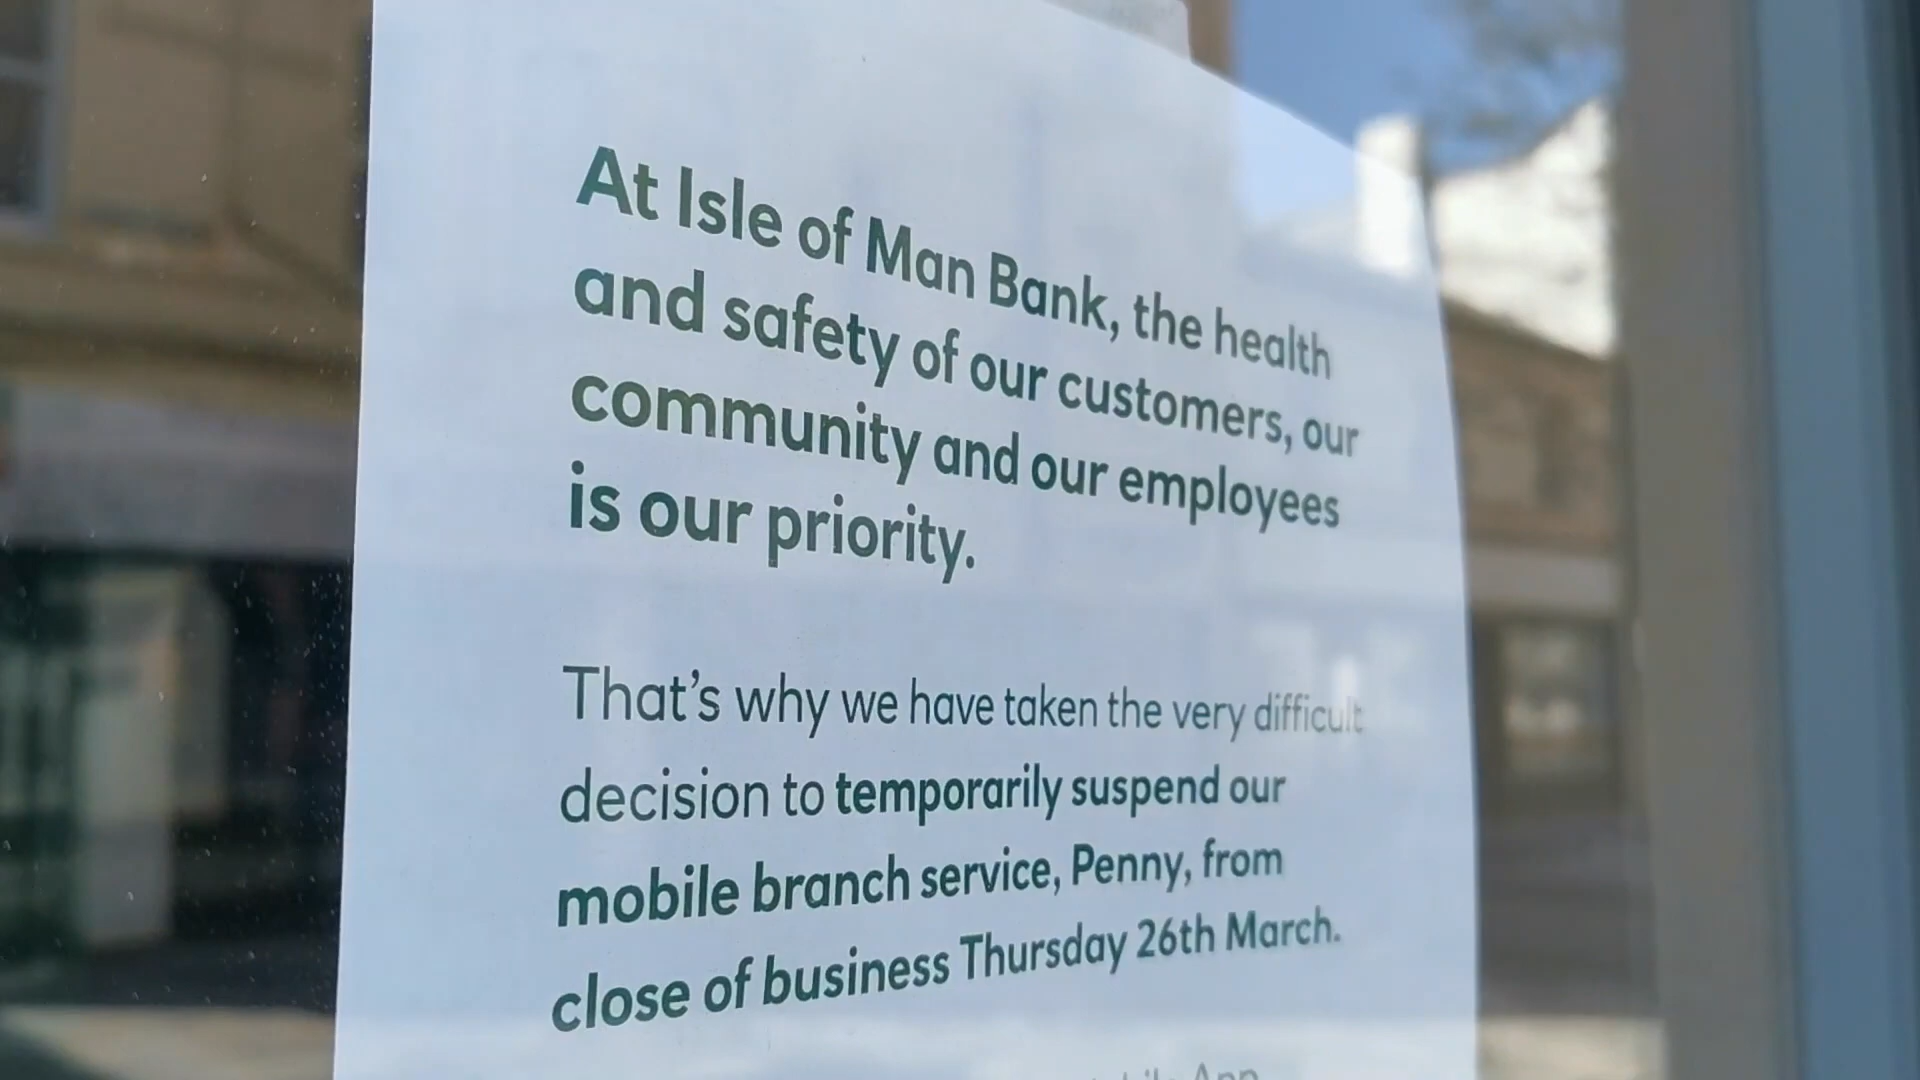 At Isle of Man Bank, the health
and safety of our customers, our
community and our employees
is our priority.
That's why we have taken the very difficult
decision to temporarily suspend our
mobile branch service, Penny, from
close of business Thursday 26th March.
App